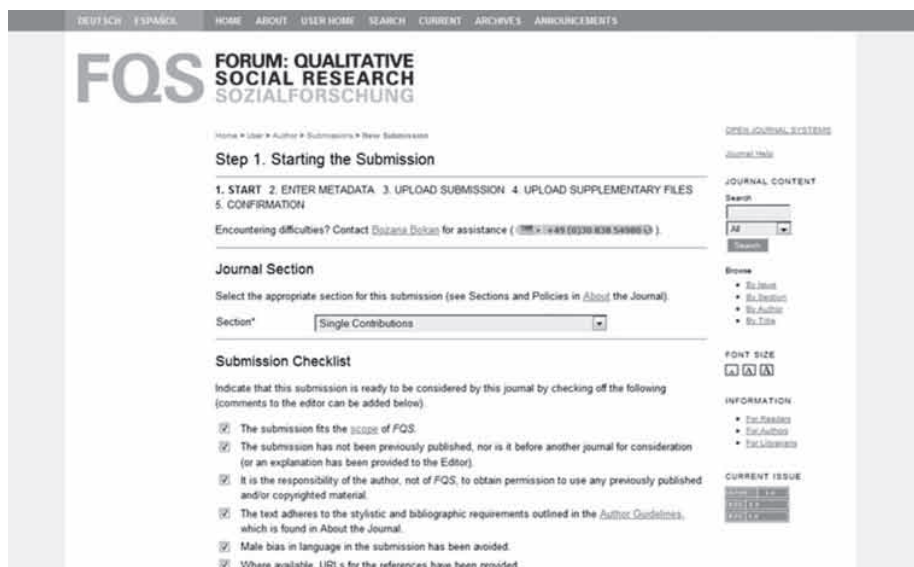 DEUTSCH ESPAÑOL HOME ABOUT USER HOME SEARCH CURRENT ARCHIVES ANNOUNCEMENTS
FQS FORUM: QUALITATIVE
SOCIAL RESEARCH
SOZIALFORSCHUNG
Home > User > Author > Submissions > New Submission
Step 1. Starting the Submission
1. START 2. ENTER METADATA 3. UPLOAD SUBMISSION 4. UPLOAD SUPPLEMENTARY FILES
5. CONFIRMATION
Encountering difficulties? Contact Bozana Bokan for assistance ( +49 (0)30 838 54980 ).
Journal Section
Select the appropriate section for this submission (see Sections and Policies in About the Journal).
Section* Single Contributions
Submission Checklist
Indicate that this submission is ready to be considered by this journal by checking off the following
(comments to the editor can be added below).
The submission fits the scope of FQS.
The submission has not been previously published, nor is it before another journal for consideration
(or an explanation has been provided to the Editor).
It is the responsibility of the author, not of FQS, to obtain permission to use any previously published
and/or copyrighted material.
The text adheres to the stylistic and bibliographic requirements outlined in the Author Guidelines,
which is found in About the Journal.
Male bias in language in the submission has been avoided.
Where available, URLs for the references have been provided.
OPEN JOURNAL SYSTEMS
Journal Help
JOURNAL CONTENT
Search
All
Search
Browse
By Issue
By Section
By Author
By Title
FONT SIZE
A A A
INFORMATION
For Readers
For Authors
For Librarians
CURRENT ISSUE